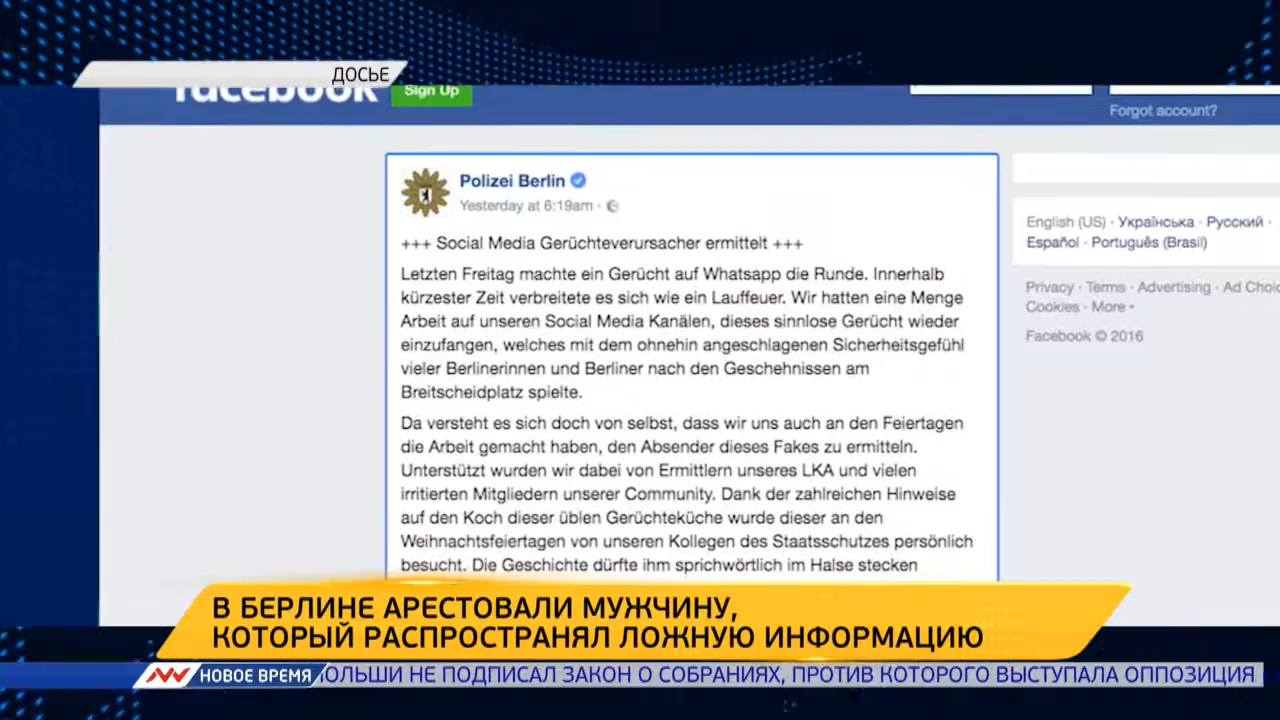 ДОСЬЕ
facebook
Sign Up
Forgot account?
Polizei Berlin
Yesterday at 6:19am ·
+++ Social Media Gerüchteverursacher ermittelt +++
Letzten Freitag machte ein Gerücht auf Whatsapp die Runde. Innerhalb
kürzester Zeit verbreitete es sich wie ein Lauffeuer. Wir hatten eine Menge
Arbeit auf unseren Social Media Kanälen, dieses sinnlose Gerücht wieder
einzufangen, welches mit dem ohnehin angeschlagenen Sicherheitsgefühl
vieler Berlinerinnen und Berliner nach den Geschehnissen am
Breitscheidplatz spielte.
Da versteht es sich doch von selbst, dass wir uns auch an den Feiertagen
die Arbeit gemacht haben, den Absender dieses Fakes zu ermitteln.
Unterstützt wurden wir dabei von Ermittlern unseres LKA und vielen
irritierten Mitgliedern unserer Community. Dank der zahlreichen Hinweise
auf den Koch dieser üblen Gerüchteküche wurde dieser an den
Weihnachtsfeiertagen von unseren Kollegen des Staatsschutzes persönlich
besucht. Die Geschichte dürfte ihm sprichwörtlich im Halse stecken
English (US) · Українська · Русский ·
Español · Português (Brasil)
Privacy · Terms · Advertising · Ad Choic
Cookies · More
Facebook © 2016
В БЕРЛИНЕ АРЕСТОВАЛИ МУЖЧИНУ,
КОТОРЫЙ РАСПРОСТРАНЯЛ ЛОЖНУЮ ИНФОРМАЦИЮ
НОВОЕ ВРЕМЯ ОЛЬШИ НЕ ПОДПИСАЛ ЗАКОН О СОБРАНИЯХ, ПРОТИВ КОТОРОГО ВЫСТУПАЛА ОППОЗИЦИЯ